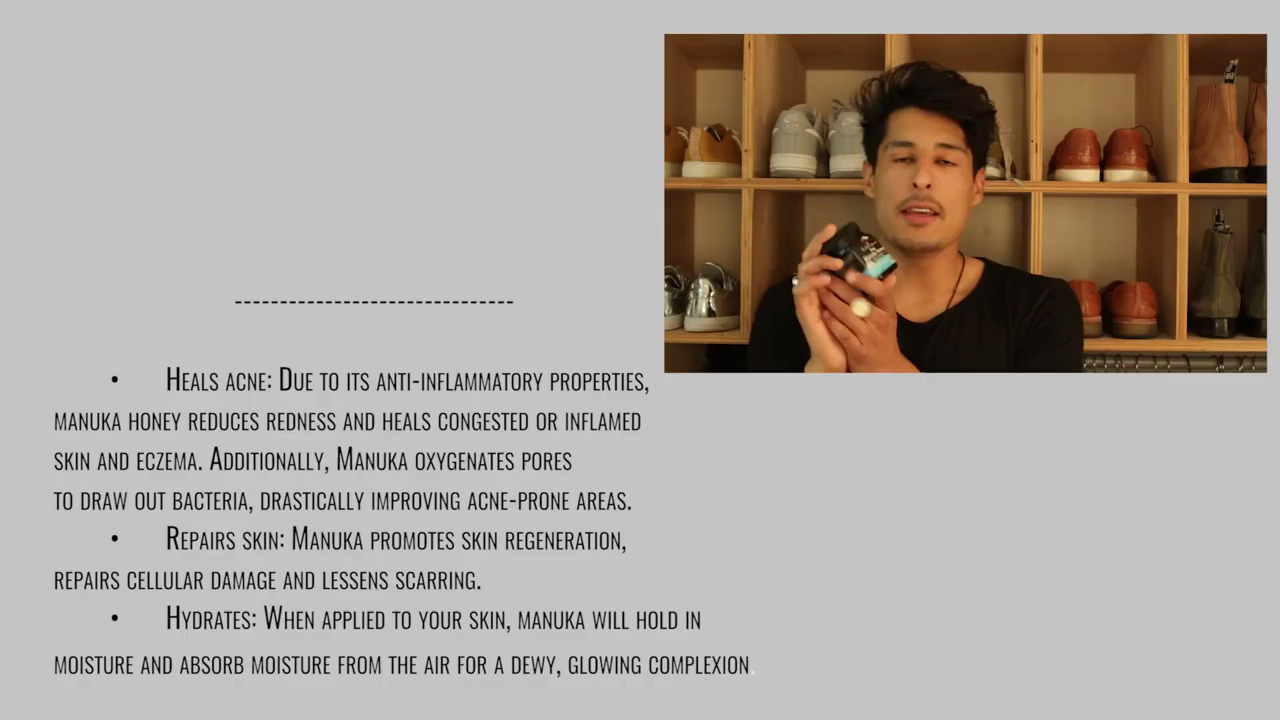 ------------------------------
• Heals acne: Due to its anti-inflammatory properties,
manuka honey reduces redness and heals congested or inflamed
skin and eczema. Additionally, Manuka oxygenates pores
to draw out bacteria, drastically improving acne-prone areas.
• Repairs skin: Manuka promotes skin regeneration,
repairs cellular damage and lessens scarring.
• Hydrates: When applied to your skin, manuka will hold in
moisture and absorb moisture from the air for a dewy, glowing complexion.